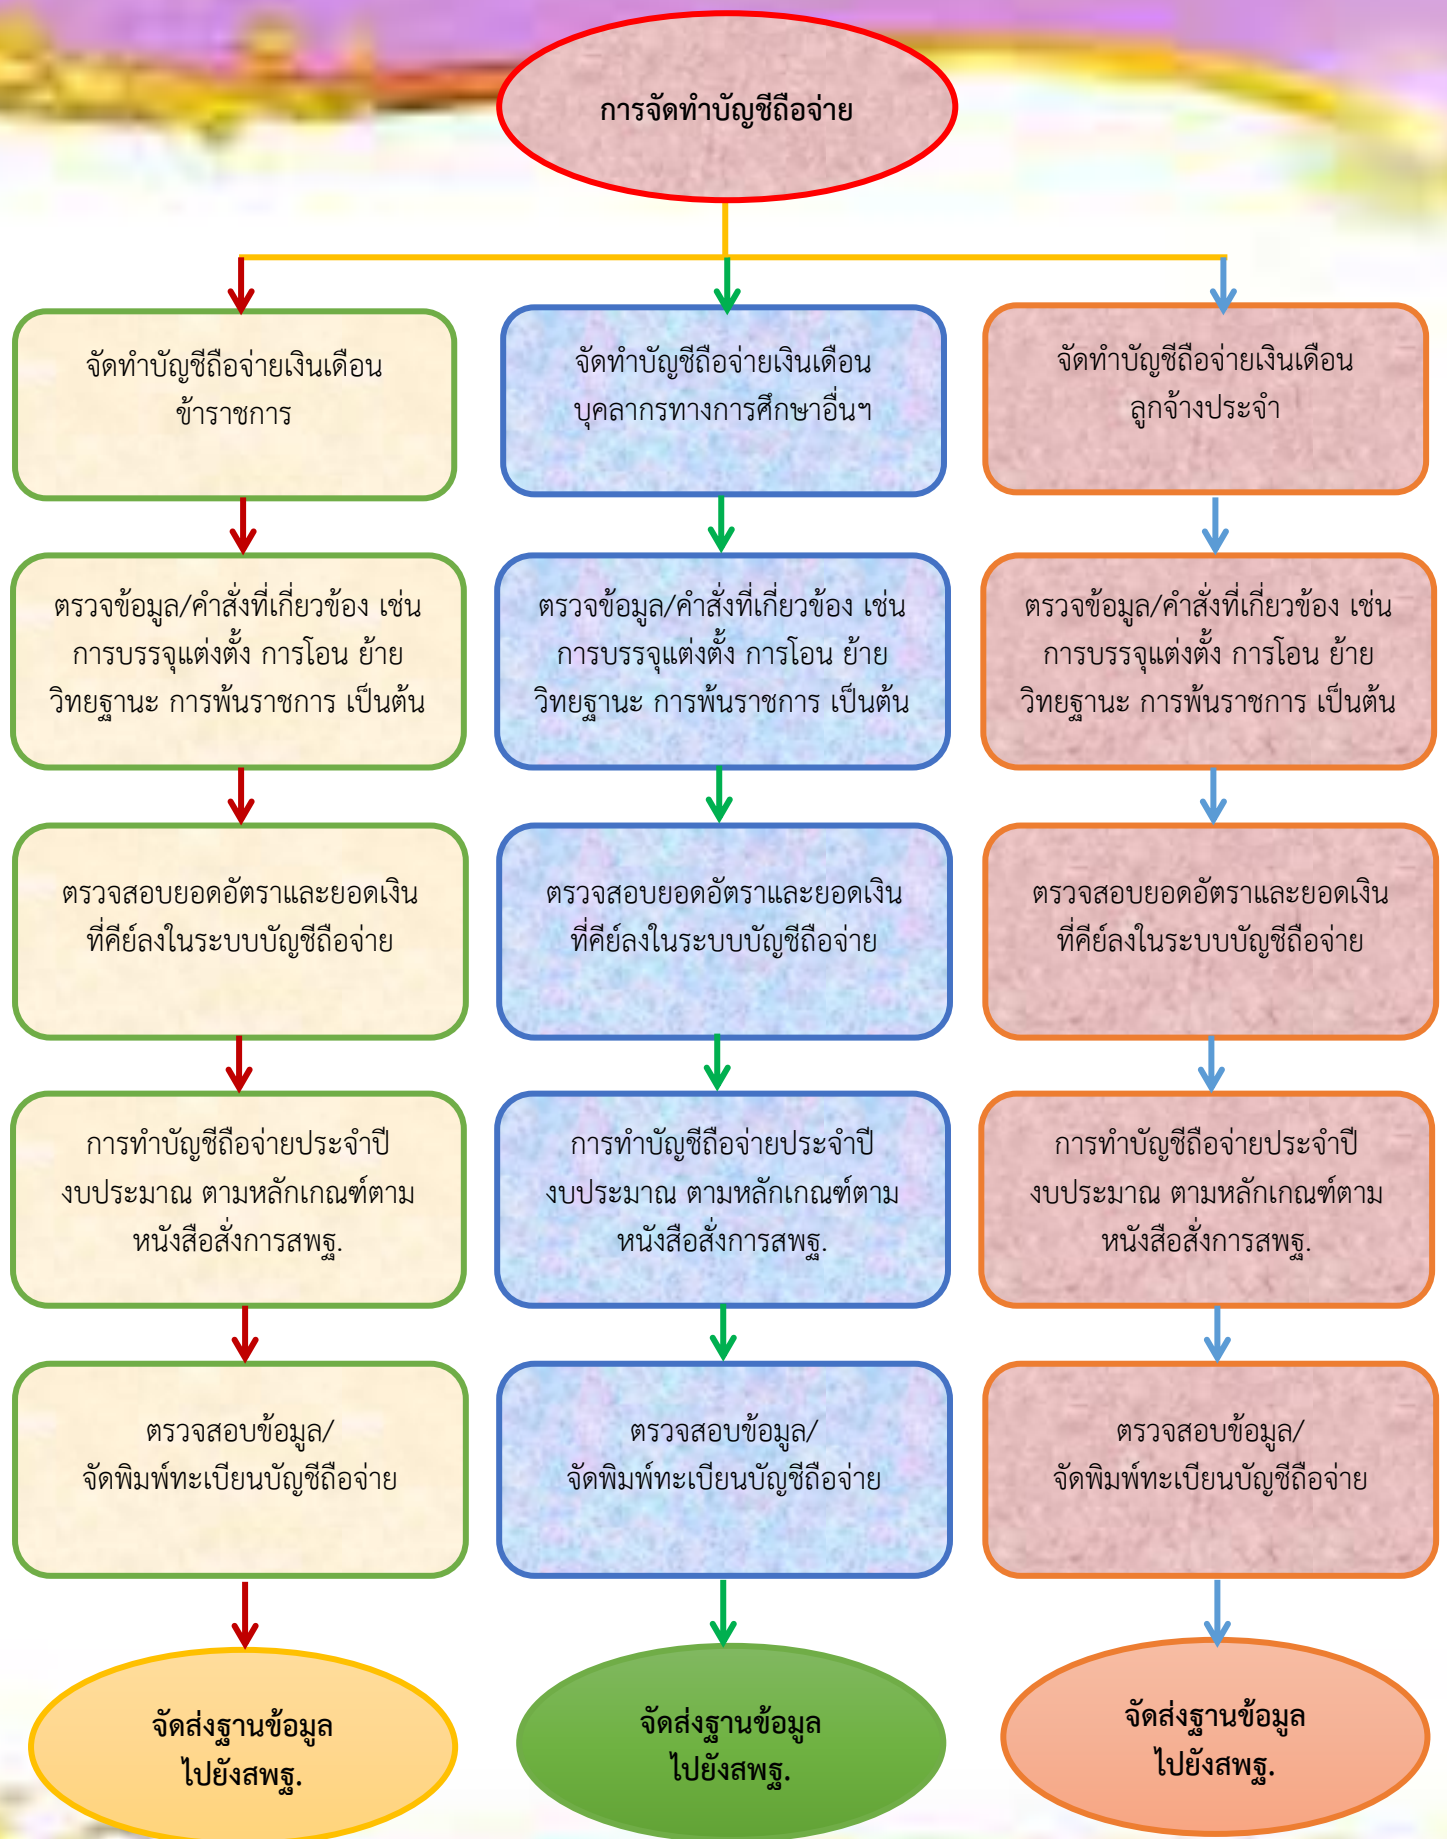 การจัดทำบัญชีถือจ่าย
จัดทำบัญชีถือจ่ายเงินเดือน
ข้าราชการ
จัดทำบัญชีถือจ่ายเงินเดือน
บุคลากรทางการศึกษาอื่นฯ
จัดทำบัญชีถือจ่ายเงินเดือน
ลูกจ้างประจำ
ตรวจข้อมูล/คำสั่งที่เกี่ยวข้อง เช่น
การบรรจุแต่งตั้ง การโอน ย้าย
วิทยฐานะ การพ้นราชการ เป็นต้น
ตรวจข้อมูล/คำสั่งที่เกี่ยวข้อง เช่น
การบรรจุแต่งตั้ง การโอน ย้าย
วิทยฐานะ การพ้นราชการ เป็นต้น
ตรวจข้อมูล/คำสั่งที่เกี่ยวข้อง เช่น
การบรรจุแต่งตั้ง การโอน ย้าย
วิทยฐานะ การพ้นราชการ เป็นต้น
ตรวจสอบยอดอัตราและยอดเงิน
ที่คีย์ลงในระบบบัญชีถือจ่าย
ตรวจสอบยอดอัตราและยอดเงิน
ที่คีย์ลงในระบบบัญชีถือจ่าย
ตรวจสอบยอดอัตราและยอดเงิน
ที่คีย์ลงในระบบบัญชีถือจ่าย
การทำบัญชีถือจ่ายประจำปี
งบประมาณ ตามหลักเกณฑ์ตาม
หนังสือสั่งการสพฐ.
การทำบัญชีถือจ่ายประจำปี
งบประมาณ ตามหลักเกณฑ์ตาม
หนังสือสั่งการสพฐ.
การทำบัญชีถือจ่ายประจำปี
งบประมาณ ตามหลักเกณฑ์ตาม
หนังสือสั่งการสพฐ.
ตรวจสอบข้อมูล/
จัดพิมพ์ทะเบียนบัญชีถือจ่าย
ตรวจสอบข้อมูล/
จัดพิมพ์ทะเบียนบัญชีถือจ่าย
ตรวจสอบข้อมูล/
จัดพิมพ์ทะเบียนบัญชีถือจ่าย
จัดส่งฐานข้อมูล
ไปยังสพฐ.
จัดส่งฐานข้อมูล
ไปยังสพฐ.
จัดส่งฐานข้อมูล
ไปยังสพฐ.